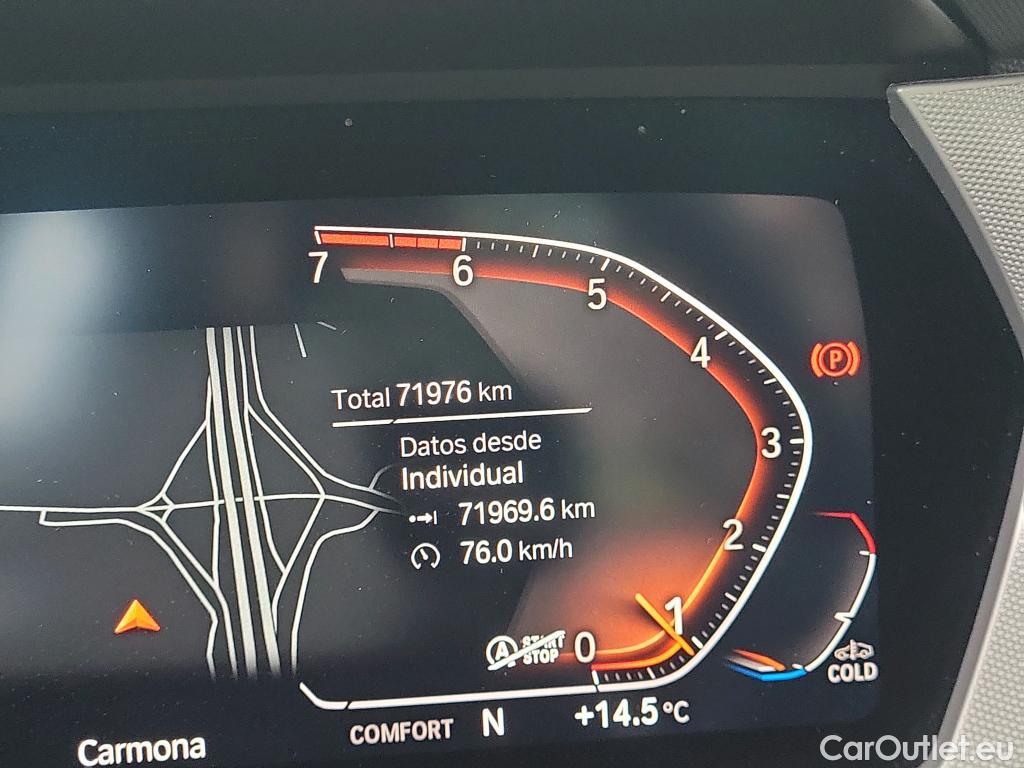 7
6
5
4
3
2
1
0
P
Total 71976 km
Datos desde
Individual
71969.6 km
76.0 km/h
A START
STOP
COLD
COMFORT N +14.5 °C
Carmona
CarOutlet.eu